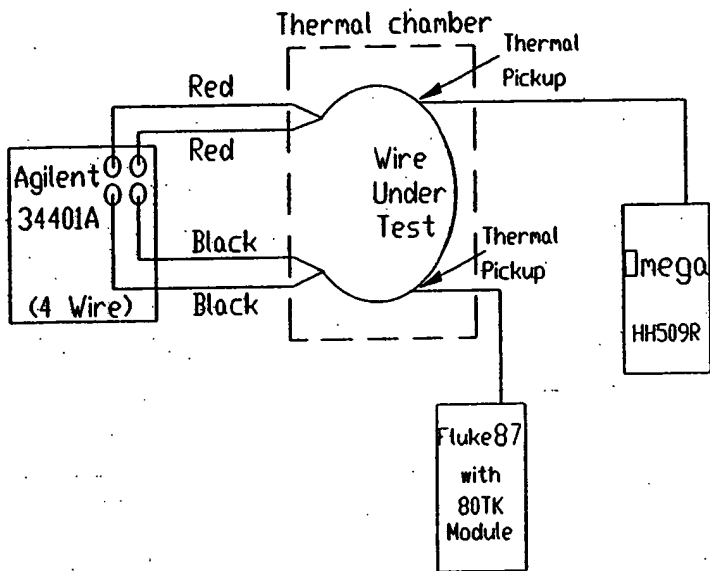 Thermal chamber
Thermal
Pickup
Red
Red
Agilent
34401A
(4 Wire)
Wire
Under
Test
Black
Black
Thermal
Pickup
Omega
HH509R
Fluke87
with
80TK
Module